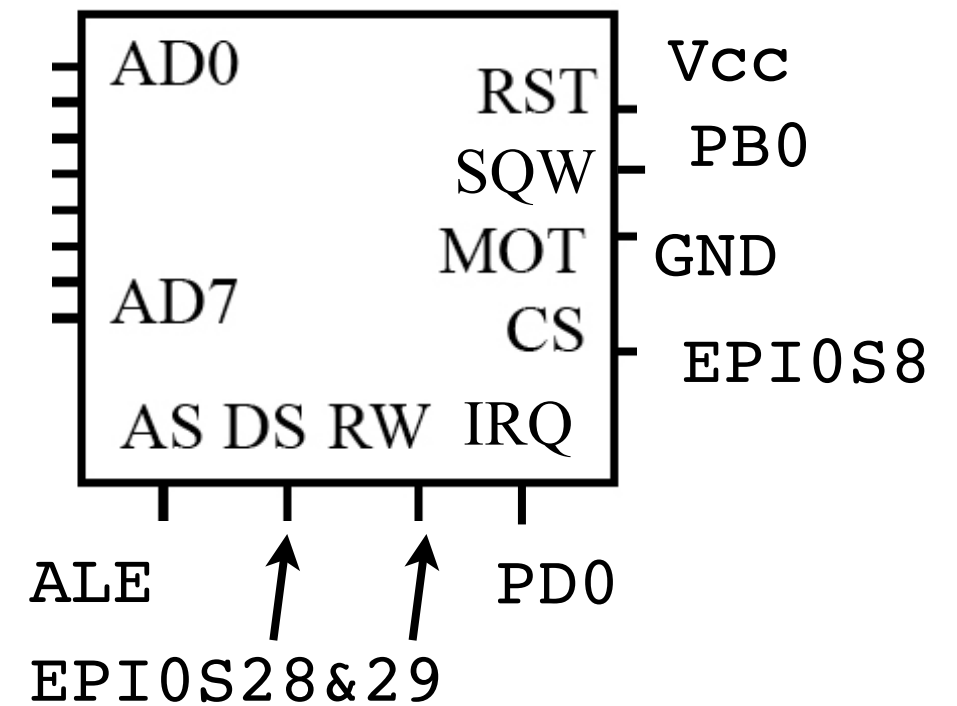 AD0
Vcc
RST
PB0
SQW
MOT
GND
AD7
CS
EPI0S8
AS DS RW IRQ
ALE
PD0
EPI0S28&29